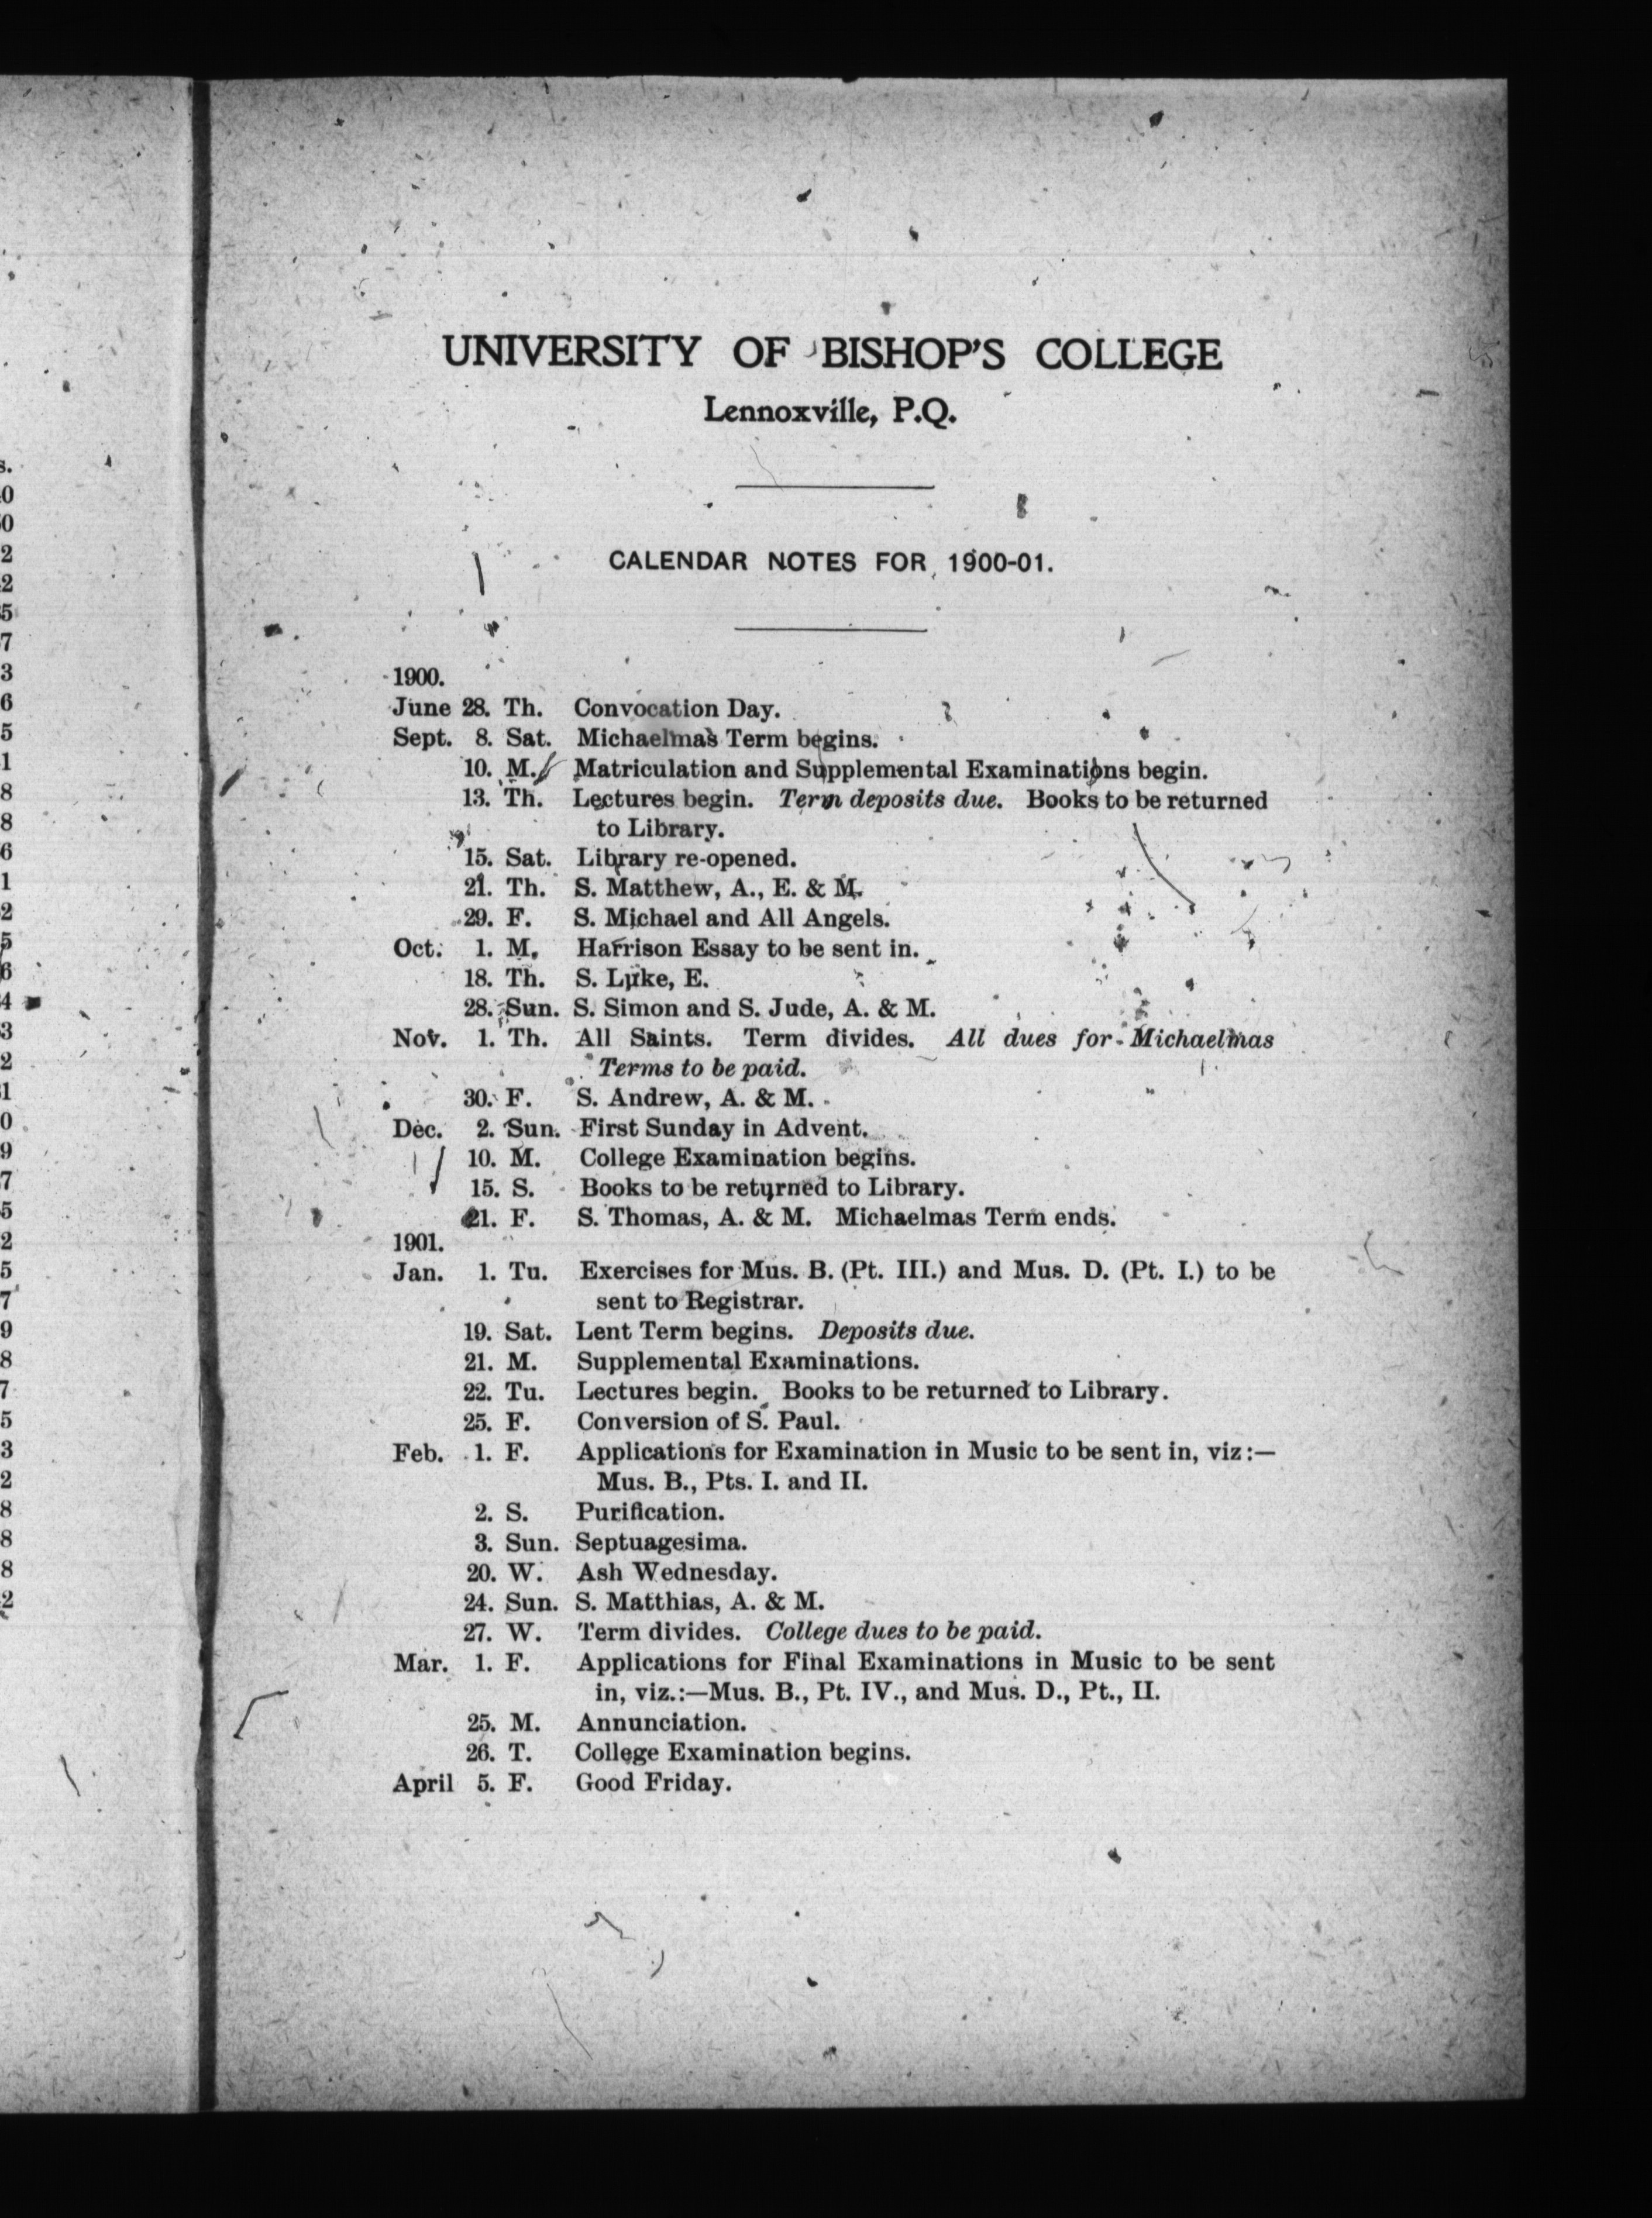 UNIVERSITY OF BISHOP'S COLLEGE
Lennoxville, P.Q.
CALENDAR NOTES FOR 1900-01.
1900.
June 28. Th. Convocation Day.
Sept. 8. Sat. Michaelmas Term begins.
10. M. Matriculation and Supplemental Examinations begin.
13. Th. Lectures begin. Term deposits due. Books to be returned
to Library.
15. Sat. Library re-opened.
21. Th. S. Matthew, A., E. & M.
29. F. S. Michael and All Angels.
Oct. 1. M. Harrison Essay to be sent in.
18. Th. S. Luke, E.
28. Sun. S. Simon and S. Jude, A. & M.
Nov. 1. Th. All Saints. Term divides. All dues for Michaelmas
Terms to be paid.
30. F. S. Andrew, A. & M.
Dec. 2. Sun. First Sunday in Advent.
10. M. College Examination begins.
15. S. Books to be returned to Library.
21. F. S. Thomas, A. & M. Michaelmas Term ends.
1901.
Jan. 1. Tu. Exercises for Mus. B. (Pt. III.) and Mus. D. (Pt. I.) to be
sent to Registrar.
19. Sat. Lent Term begins. Deposits due.
21. M. Supplemental Examinations.
22. Tu. Lectures begin. Books to be returned to Library.
25. F. Conversion of S. Paul.
Feb. 1. F. Applications for Examination in Music to be sent in, viz:—
Mus. B., Pts. I. and II.
2. S. Purification.
3. Sun. Septuagesima.
20. W. Ash Wednesday.
24. Sun. S. Matthias, A. & M.
27. W. Term divides. College dues to be paid.
Mar. 1. F. Applications for Final Examinations in Music to be sent
in, viz.:—Mus. B., Pt. IV., and Mus. D., Pt., II.
25. M. Annunciation.
26. T. College Examination begins.
April 5. F. Good Friday.